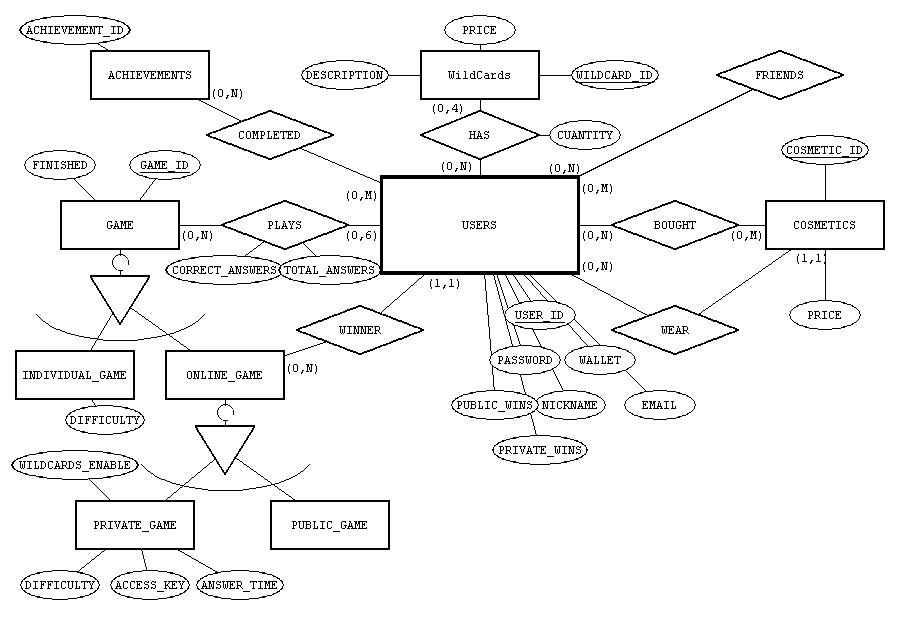 ACHIEVEMENT_ID
PRICE
ACHIEVEMENTS
DESCRIPTION
WildCards
WILDCARD_ID
FRIENDS
(0,N)
(0,4)
COMPLETED
HAS
CUANTITY
COSMETIC_ID
FINISHED
GAME_ID
(0,N)
(0,N)
(0,M)
(0,M)
GAME
PLAYS
USERS
BOUGHT
COSMETICS
(0,N)
(0,6)
(0,N)
(0,M)
(1,1)
CORRECT_ANSWERS
TOTAL_ANSWERS
(0,N)
(1,1)
USER_ID
PRICE
WINNER
WEAR
PASSWORD
WALLET
(0,N)
INDIVIDUAL_GAME
ONLINE_GAME
PUBLIC_WINS
NICKNAME
EMAIL
DIFFICULTY
PRIVATE_WINS
WILDCARDS_ENABLE
PRIVATE_GAME
PUBLIC_GAME
DIFFICULTY
ACCESS_KEY
ANSWER_TIME